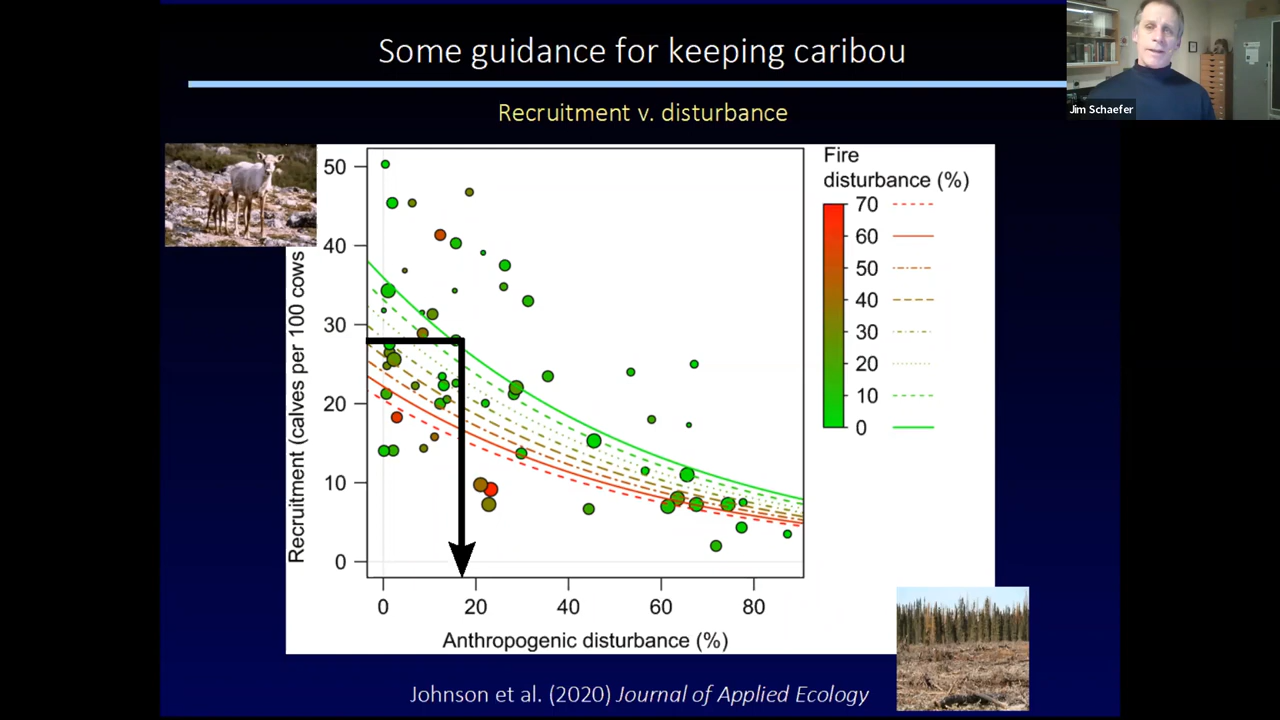 Some guidance for keeping caribou
Jim Schaefer
Recruitment v. disturbance
Recruitment (calves per 100 cows
50
40
30
20
10
0
0 20 40 60 80
Anthropogenic disturbance (%)
Fire
disturbance (%)
70
60
50
40
30
20
10
0
Johnson et al. (2020) Journal of Applied Ecology